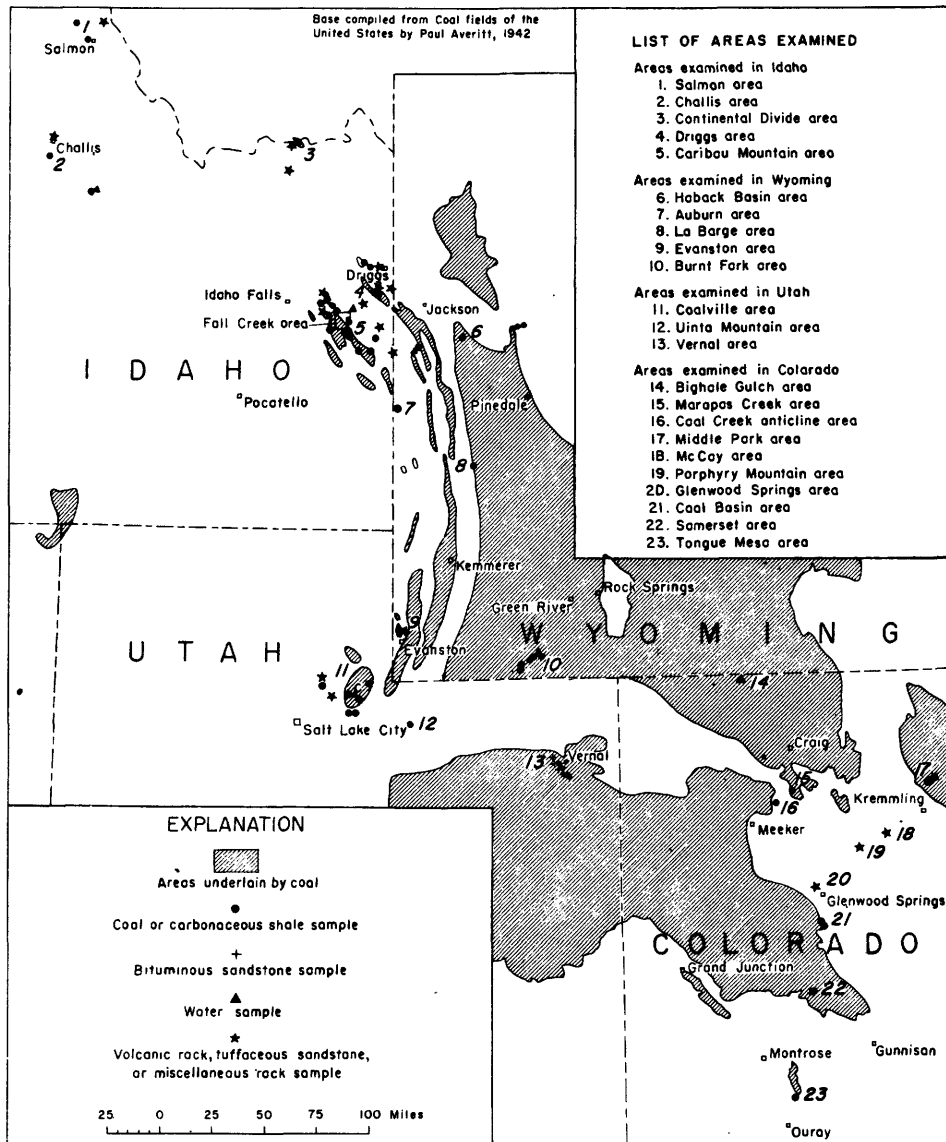 Base compiled from Coal fields of the
United States by Paul Averitt, 1942
LIST OF AREAS EXAMINED
Areas examined in Idaho
1. Salmon area
2. Challis area
3. Continental Divide area
4. Driggs area
5. Caribou Mountain area
Areas examined in Wyoming
6. Hoback Basin area
7. Auburn area
8. La Barge area
9. Evanston area
10. Burnt Fork area
Areas examined in Utah
11. Coalville area
12. Uinta Mountain area
13. Vernal area
Areas examined in Colorado
14. Bighole Gulch area
15. Marapos Creek area
16. Coal Creek anticline area
17. Middle Park area
18. McCoy area
19. Porphyry Mountain area
20. Glenwood Springs area
21. Coal Basin area
22. Somerset area
23. Tongue Mesa area
1
Salmon
Challis
2
3
Driggs
4
Idaho Falls
Fall Creek area
5
Jackson
6
IDAHO
Pocatello
7
Pinedale
8
Kemmerer
Rock Springs
Green River
WYOMING
9
Evanston
10
UTAH
11
14
Salt Lake City
12
Craig
13
Vernal
15
17
16
Kremmling
Meeker
18
19
20
Glenwood Springs
21
COLORADO
Grand Junction
22
Montrose
Gunnison
23
Ouray
EXPLANATION
Areas underlain by coal
Coal or carbonaceous shale sample
Bituminous sandstone sample
Water sample
Volcanic rock, tuffaceous sandstone,
or miscellaneous rock sample
25 0 25 50 75 100 Miles